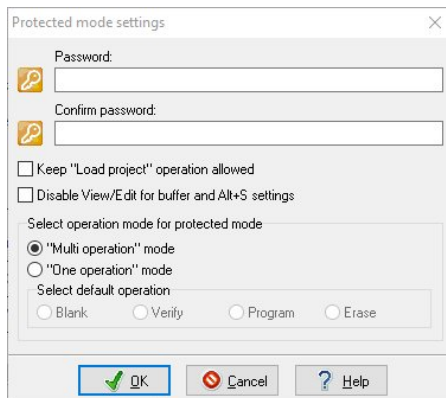 Protected mode settings
Password:
Confirm password:
Keep "Load project" operation allowed
Disable View/Edit for buffer and Alt+S settings
Select operation mode for protected mode
"Multi operation" mode
"One operation" mode
Select default operation
Blank Verify Program Erase
OK Cancel Help